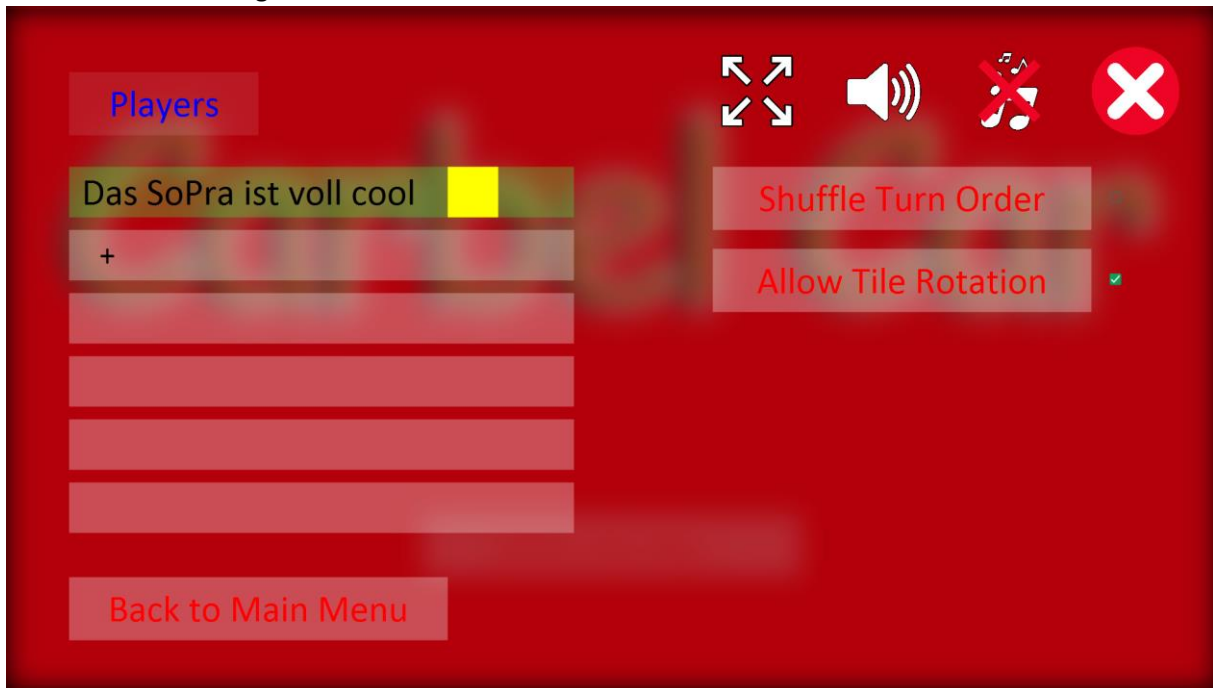 Players
Das SoPra ist voll cool
+
Shuffle Turn Order
Allow Tile Rotation
Back to Main Menu